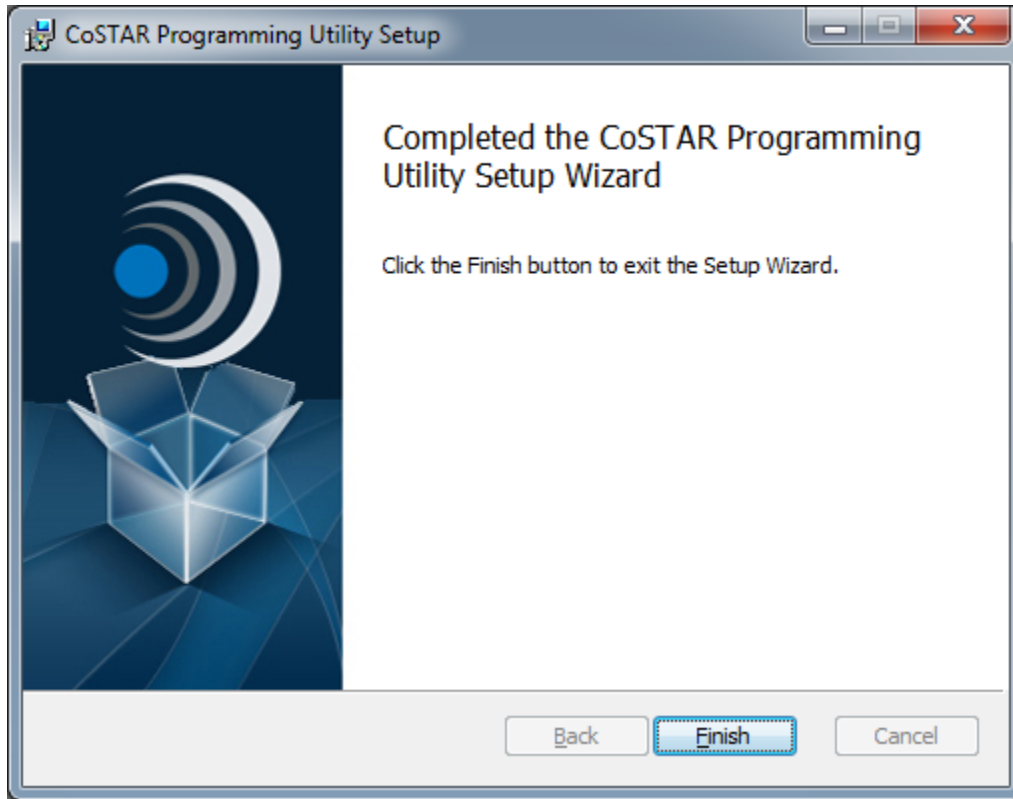 CoSTAR Programming Utility Setup
Completed the CoSTAR Programming
Utility Setup Wizard
Click the Finish button to exit the Setup Wizard.
Back Finish Cancel